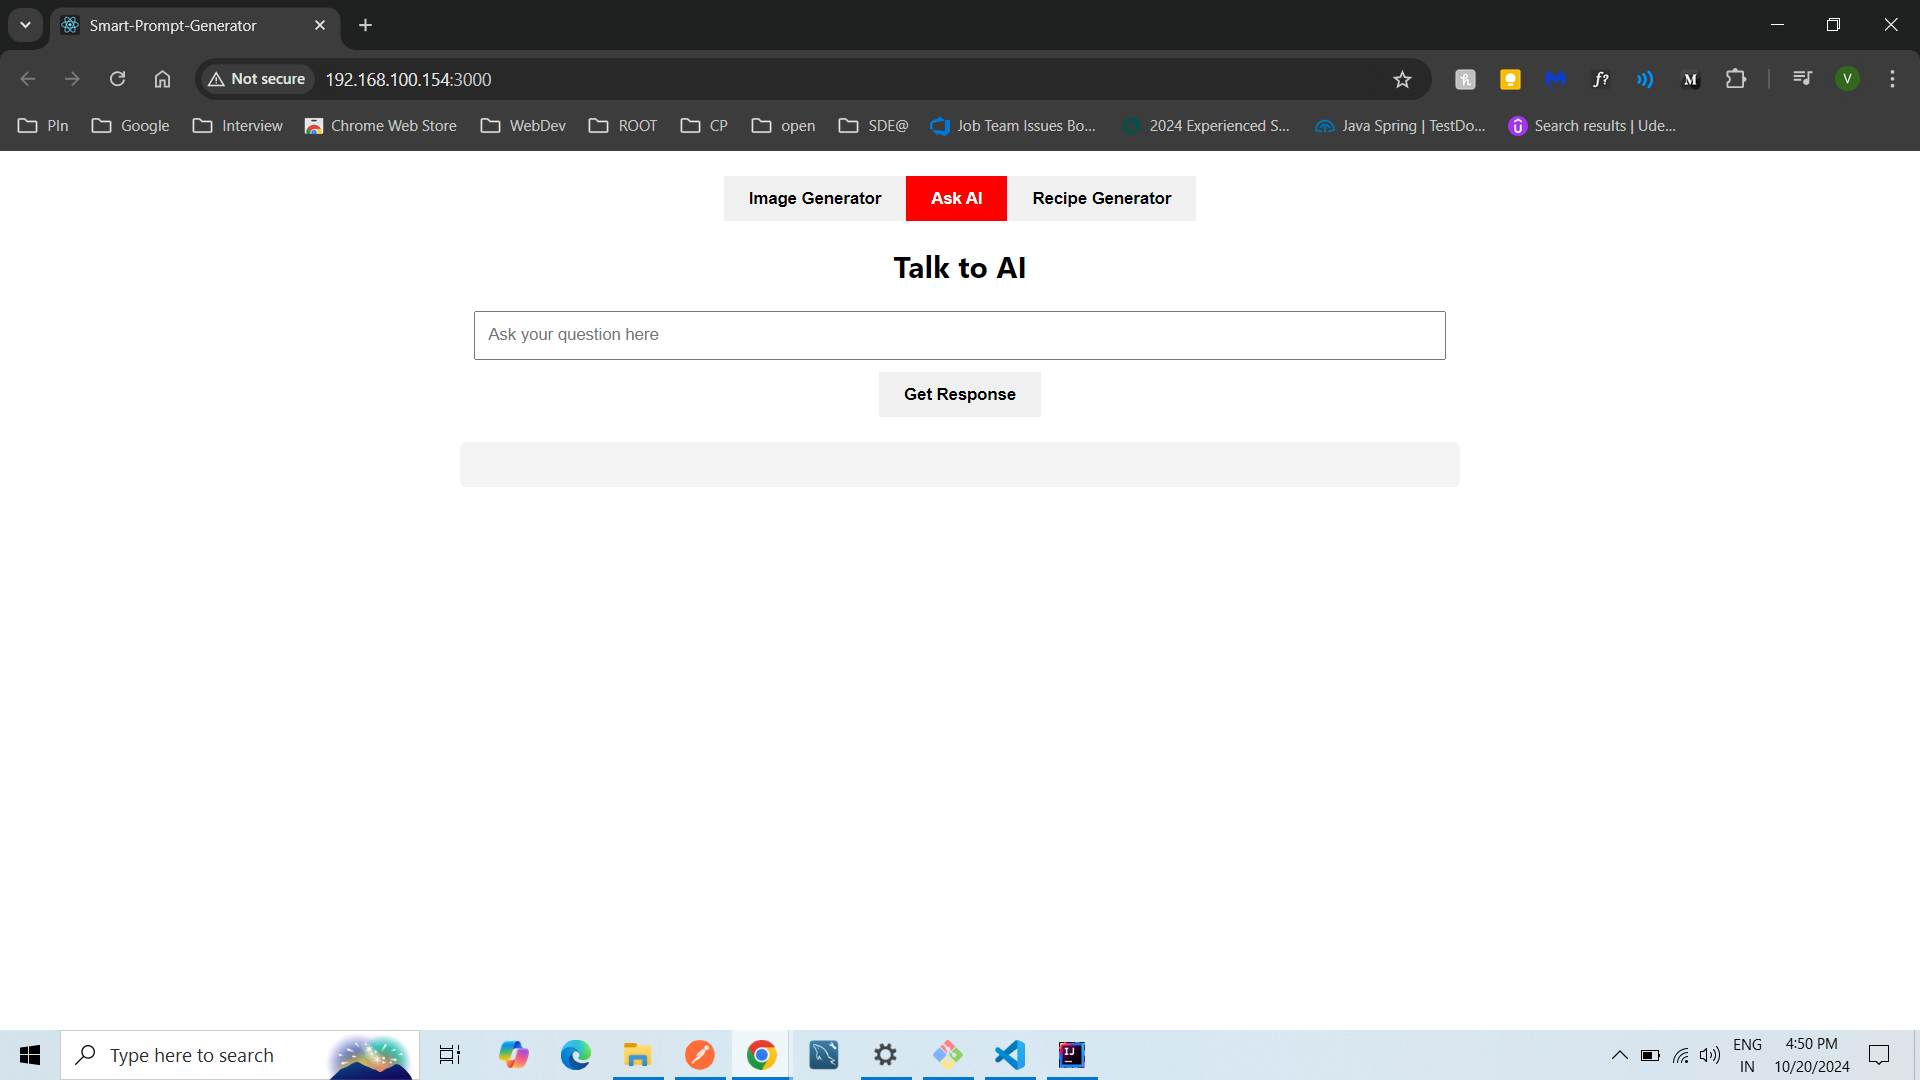 Smart-Prompt-Generator
Not secure
192.168.100.154:3000
f?
M
V
PIn
Google
Interview
Chrome Web Store
WebDev
ROOT
CP
open
SDE@
Job Team Issues Bo...
2024 Experienced S...
Java Spring | TestDo...
Search results | Ude...
Image Generator
Ask AI
Recipe Generator
Talk to AI
Ask your question here
Get Response
Type here to search
IJ
ENG
IN
4:50 PM
10/20/2024